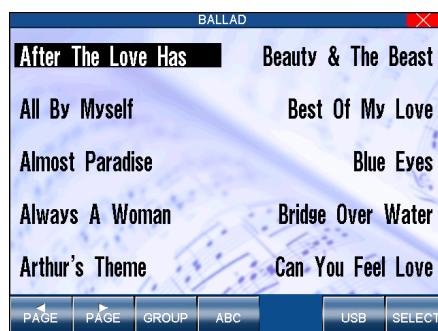 BALLAD
After The Love Has
All By Myself
Almost Paradise
Always A Woman
Arthur's Theme
Beauty & The Beast
Best Of My Love
Blue Eyes
Bridge Over Water
Can You Feel Love
PAGE PAGE GROUP ABC USB SELECT